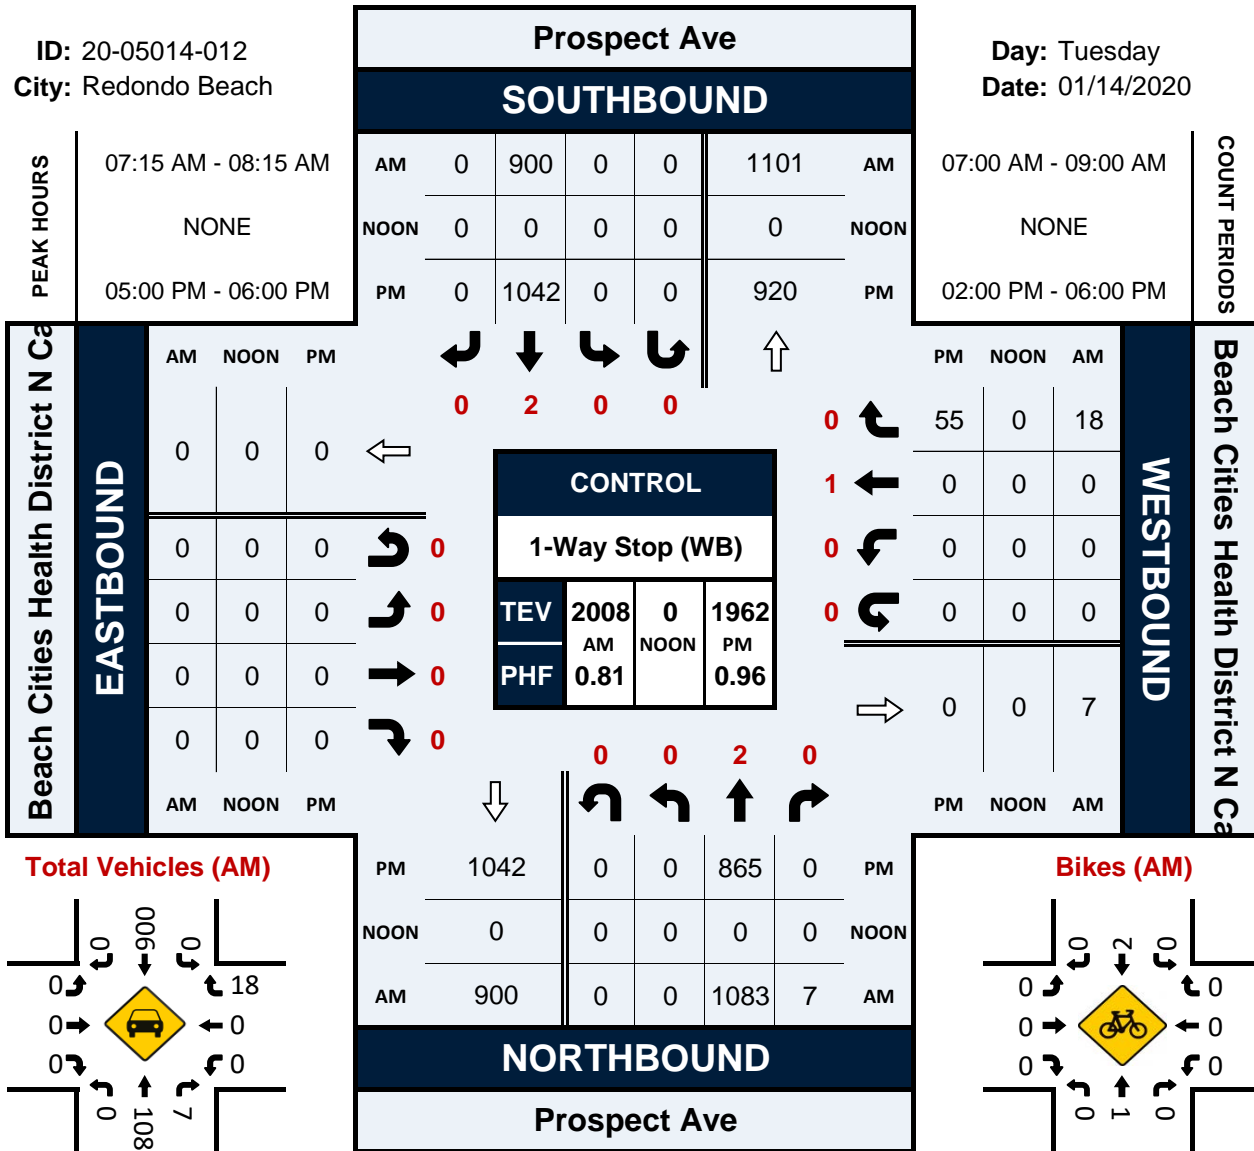 ID: 20-05014-012
City: Redondo Beach
Prospect Ave
SOUTHBOUND
Day: Tuesday
Date: 01/14/2020
PEAK HOURS
07:15 AM - 08:15 AM
NONE
05:00 PM - 06:00 PM
AM 0 900 0 0 1101 AM
NOON 0 0 0 0 0 NOON
PM 0 1042 0 0 920 PM
07:00 AM - 09:00 AM
NONE
02:00 PM - 06:00 PM
COUNT PERIODS
0 2 0 0
Beach Cities Health District N Ca
EASTBOUND
AM NOON PM
0 0 0
0 0 0 0
0 0 0 0
0 0 0 0
0 0 0 0
AM NOON PM
CONTROL
1-Way Stop (WB)
TEV 2008 0 1962
AM NOON PM
PHF 0.81 0.96
PM NOON AM
0 55 0 18
1 0 0 0
0 0 0 0
0 0 0 0
0 0 7
PM NOON AM
WESTBOUND
Beach Cities Health District N Ca
0 0 2 0
PM 1042 0 0 865 0 PM
NOON 0 0 0 0 0 NOON
AM 900 0 0 1083 7 AM
NORTHBOUND
Prospect Ave
Total Vehicles (AM)
0 900 0
0 18
0 0
0 0
0 108 7
Bikes (AM)
0 2 0
0 0
0 0
0 0
0 1 0